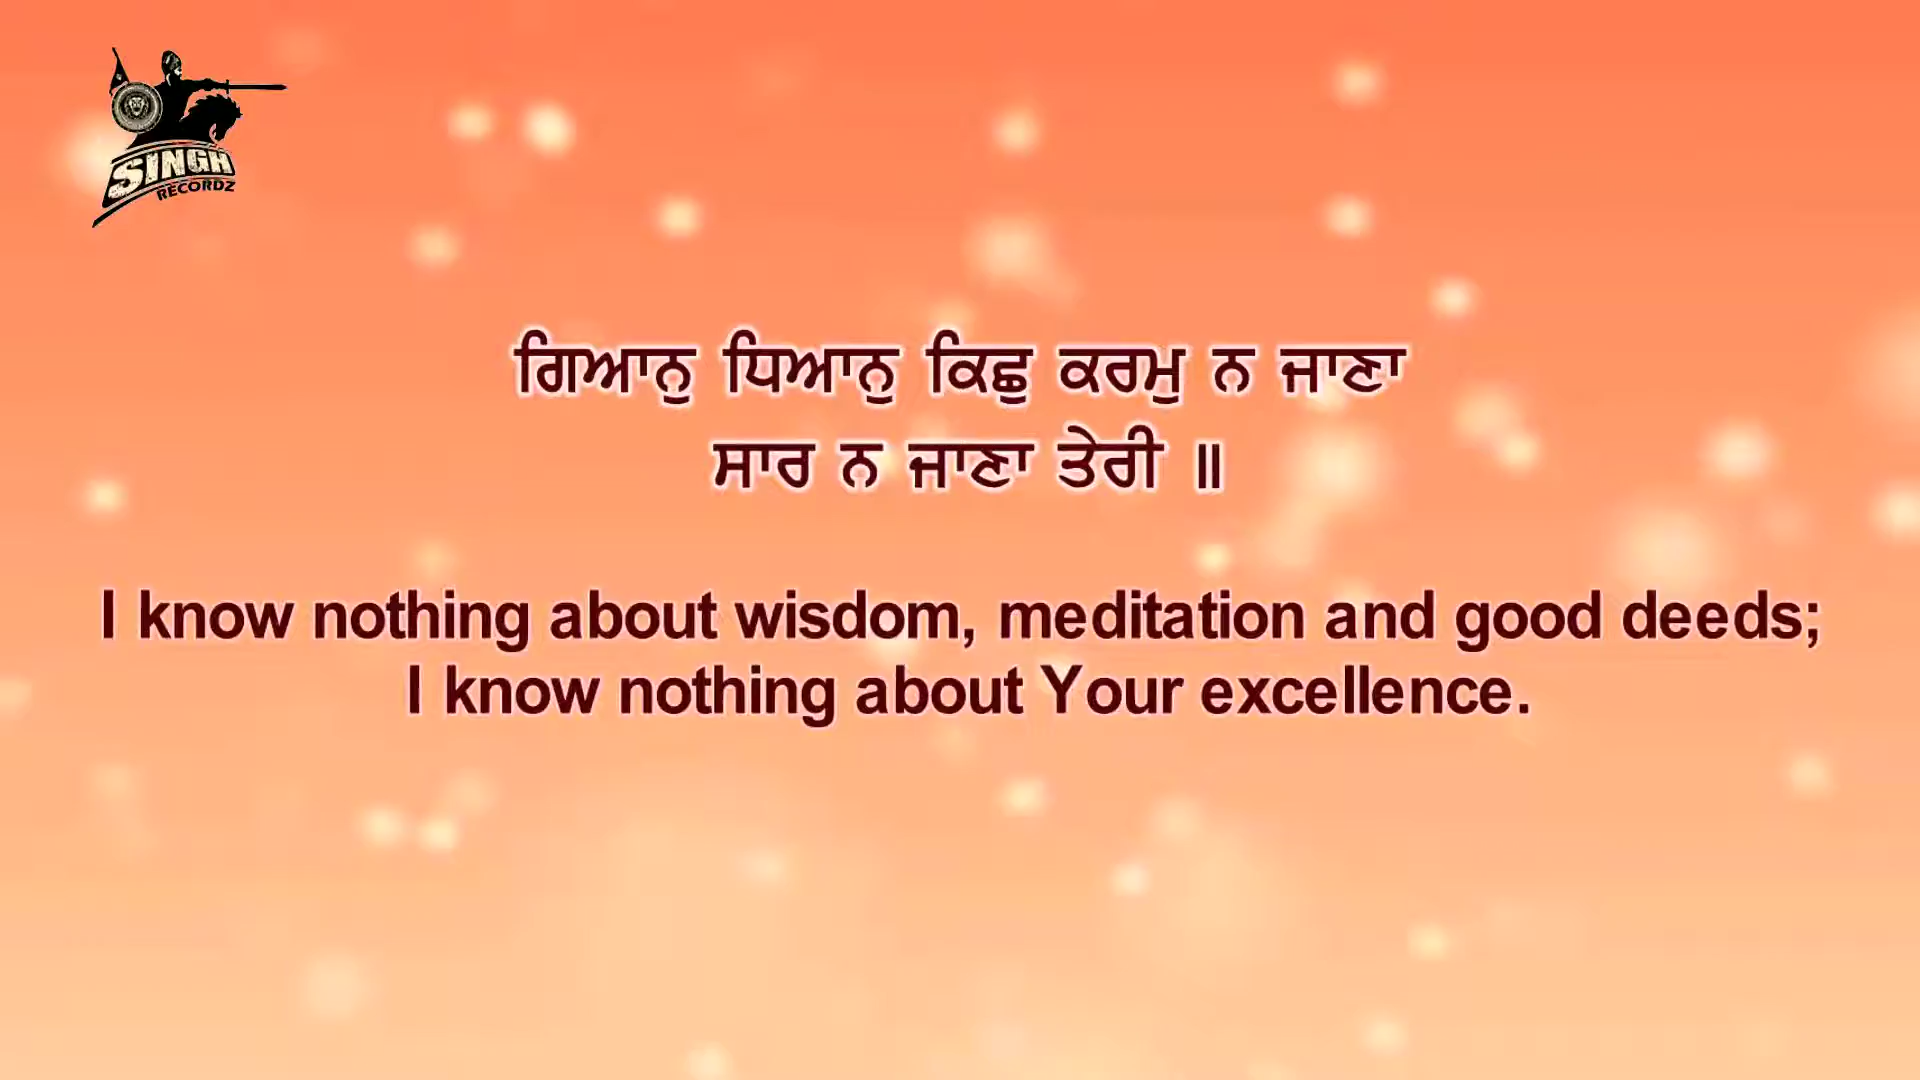 SINGH
RECORDZ
ਗਿਆਨੁ ਧਿਆਨੁ ਕਿਛੁ ਕਰਮੁ ਨ ਜਾਣਾ
ਸਾਰ ਨ ਜਾਣਾ ਤੇਰੀ ॥
I know nothing about wisdom, meditation and good deeds;
I know nothing about Your excellence.